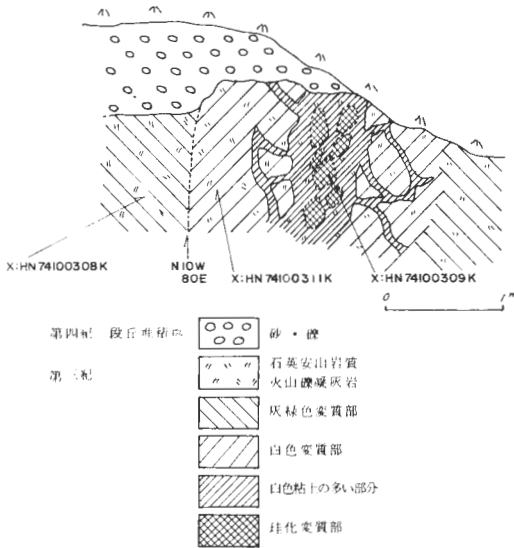 X:HN74100308K
N10W
80E
X:HN74100311K
X:HN74100309K
0 1m
第四紀 段丘堆積物
砂・礫
第三紀
石英安山岩質
火山礫凝灰岩
灰緑色変質部
白色変質部
白色粘土の多い部分
珪化変質部